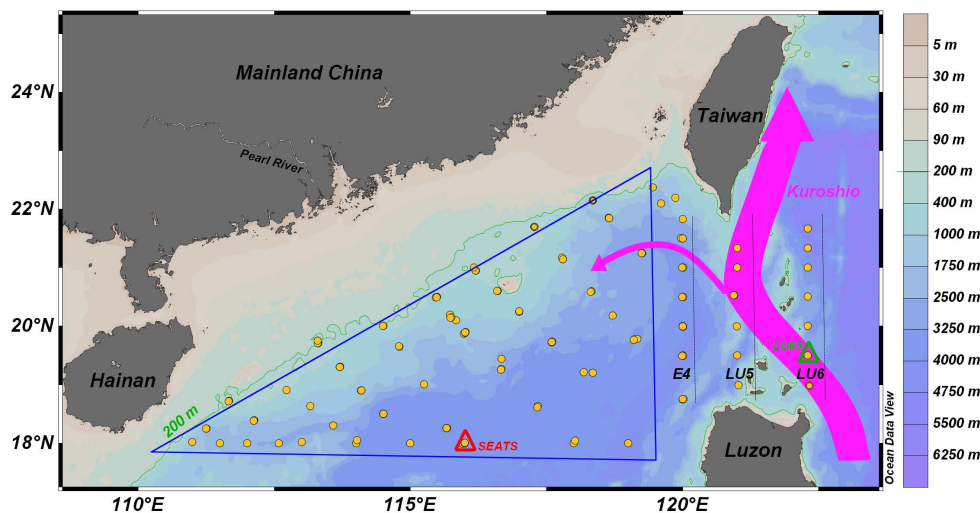 Mainland China
Taiwan
Pearl River
Kuroshio
Hainan
200 m
SEATS
E4
LU5
LU65
LU6
Luzon
Ocean Data View
24°N
22°N
20°N
18°N
110°E
115°E
120°E
5 m
30 m
60 m
90 m
200 m
400 m
1000 m
1750 m
2500 m
3250 m
4000 m
4750 m
5500 m
6250 m